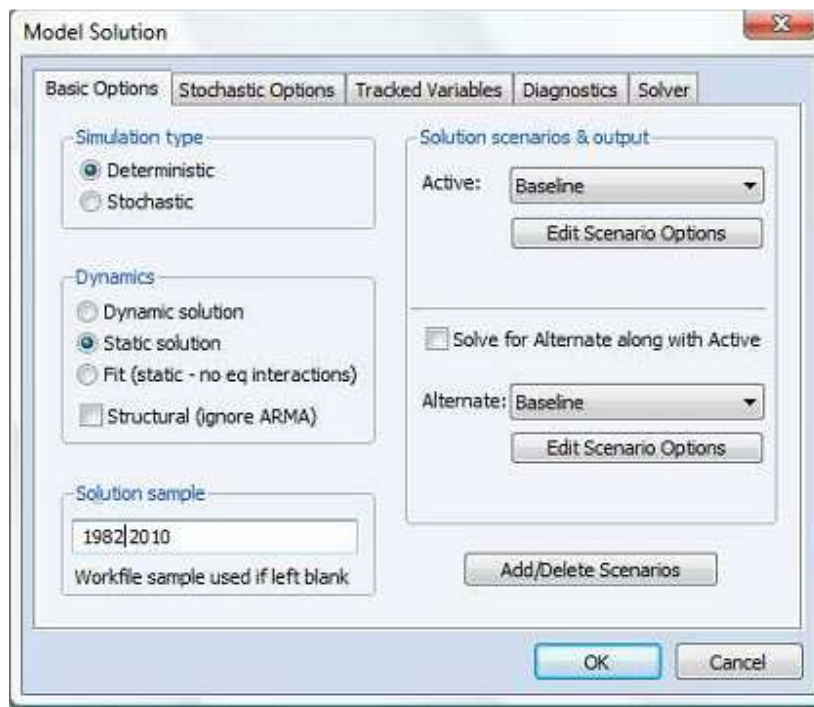 Model Solution
Basic Options Stochastic Options Tracked Variables Diagnostics Solver
Simulation type
Deterministic
Stochastic
Dynamics
Dynamic solution
Static solution
Fit (static - no eq interactions)
Structural (ignore ARMA)
Solution sample
1982 2010
Workfile sample used if left blank
Solution scenarios & output
Active: Baseline
Edit Scenario Options
Solve for Alternate along with Active
Alternate: Baseline
Edit Scenario Options
Add/Delete Scenarios
OK Cancel